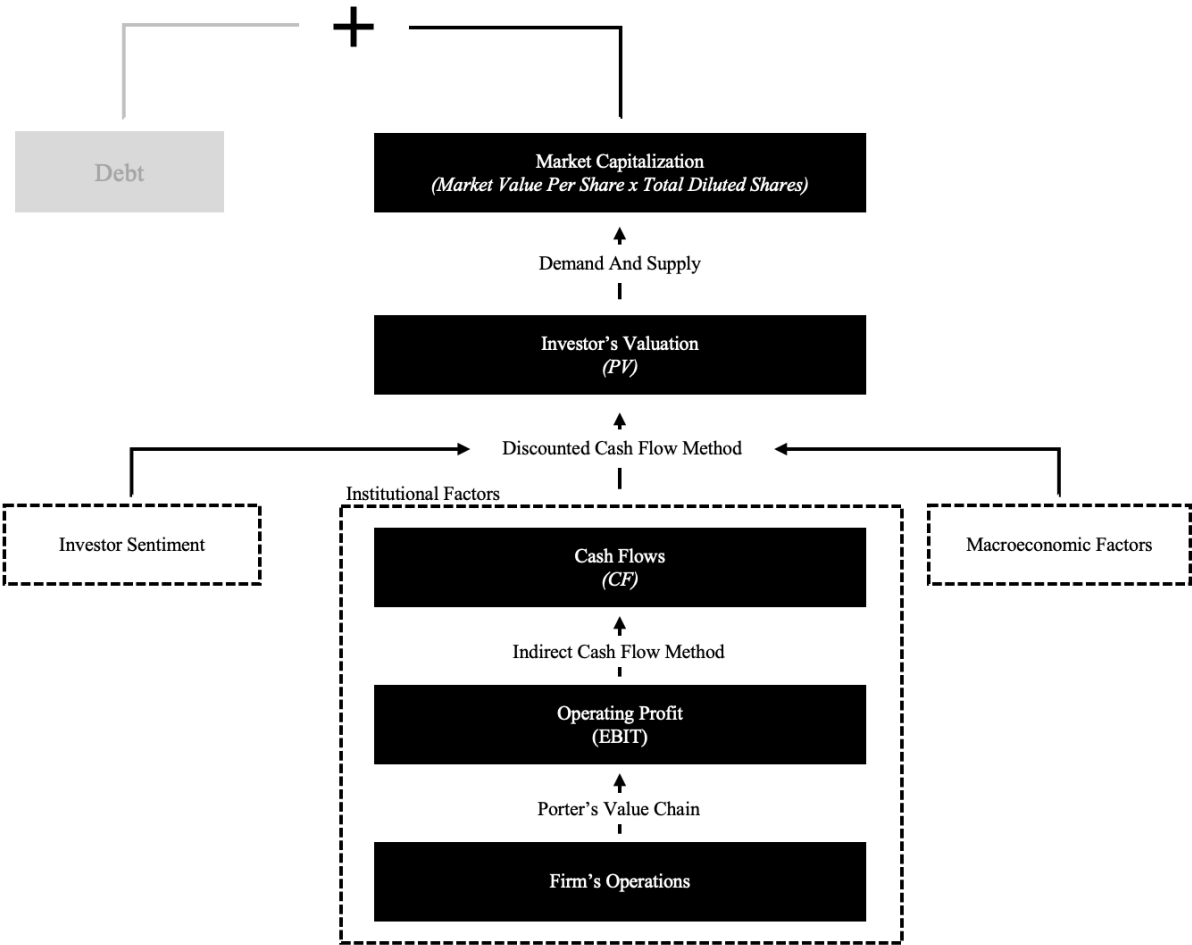 +
Debt
Market Capitalization
(Market Value Per Share x Total Diluted Shares)
Demand And Supply
Investor’s Valuation
(PV)
Discounted Cash Flow Method
Institutional Factors
Investor Sentiment
Cash Flows
(CF)
Macroeconomic Factors
Indirect Cash Flow Method
Operating Profit
(EBIT)
Porter’s Value Chain
Firm’s Operations